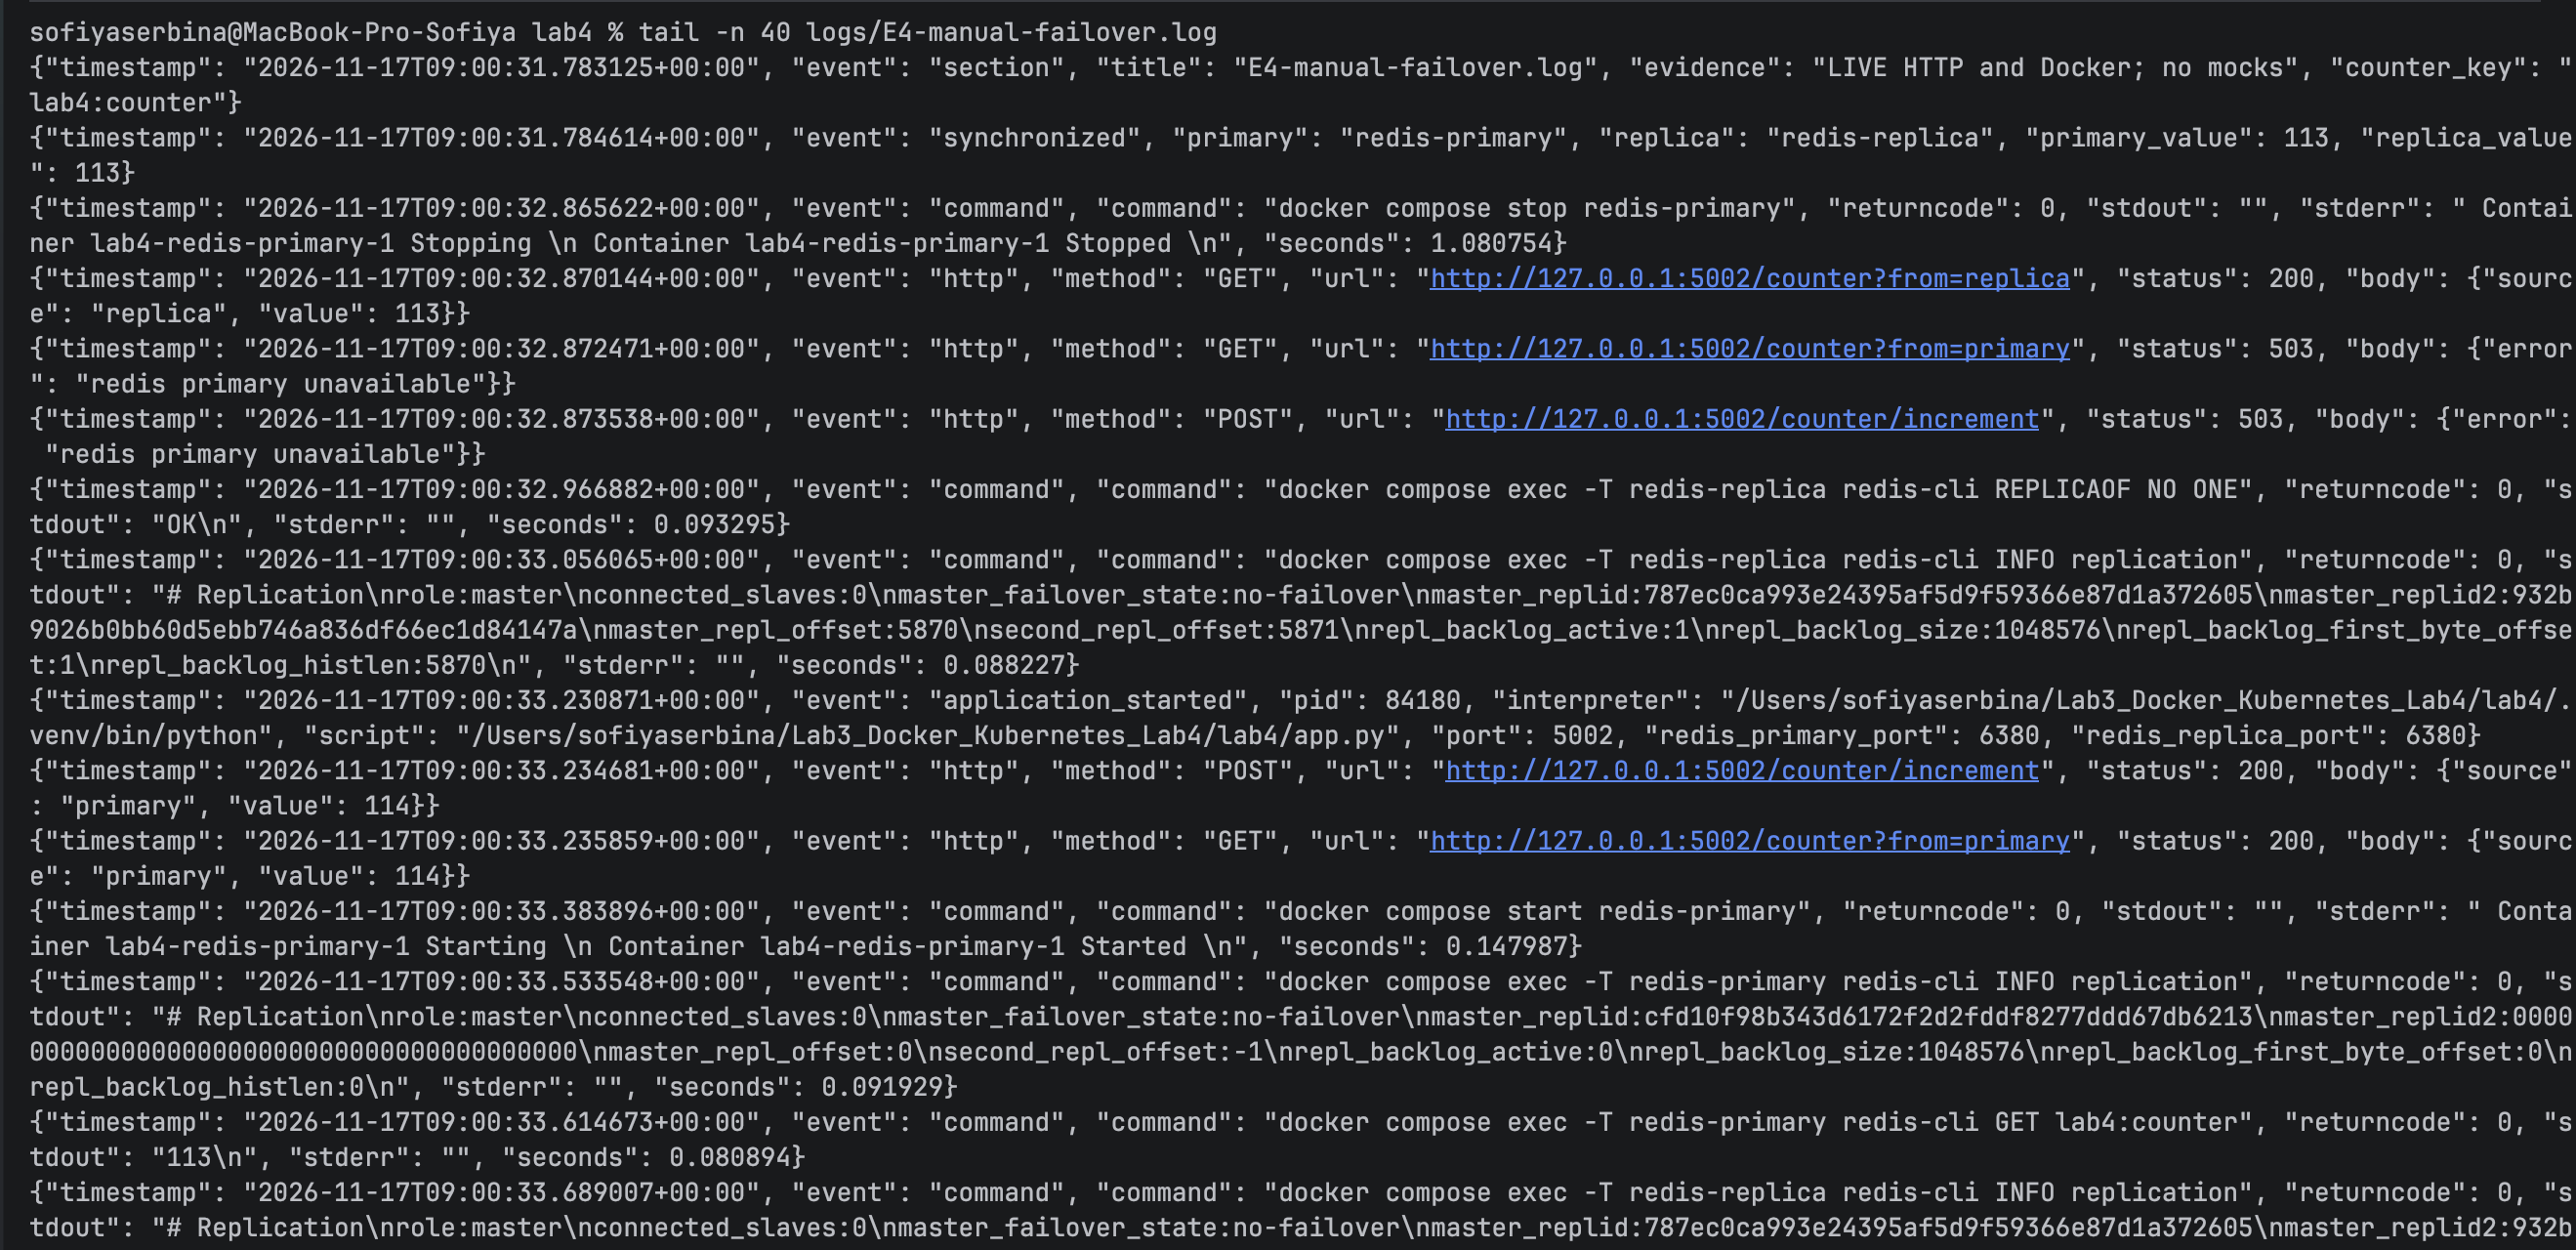 sofiyaserbina@MacBook-Pro-Sofiya lab4 % tail -n 40 logs/E4-manual-failover.log
{"timestamp": "2026-11-17T09:00:31.783125+00:00", "event": "section", "title": "E4-manual-failover.log", "evidence": "LIVE HTTP and Docker; no mocks", "counter_key": "
lab4:counter"}
{"timestamp": "2026-11-17T09:00:31.784614+00:00", "event": "synchronized", "primary": "redis-primary", "replica": "redis-replica", "primary_value": 113, "replica_value
": 113}
{"timestamp": "2026-11-17T09:00:32.865622+00:00", "event": "command", "command": "docker compose stop redis-primary", "returncode": 0, "stdout": "", "stderr": " Contai
ner lab4-redis-primary-1 Stopping \n Container lab4-redis-primary-1 Stopped \n", "seconds": 1.080754}
{"timestamp": "2026-11-17T09:00:32.870144+00:00", "event": "http", "method": "GET", "url": "http://127.0.0.1:5002/counter?from=replica", "status": 200, "body": {"sourc
e": "replica", "value": 113}}
{"timestamp": "2026-11-17T09:00:32.872471+00:00", "event": "http", "method": "GET", "url": "http://127.0.0.1:5002/counter?from=primary", "status": 503, "body": {"error
": "redis primary unavailable"}}
{"timestamp": "2026-11-17T09:00:32.873538+00:00", "event": "http", "method": "POST", "url": "http://127.0.0.1:5002/counter/increment", "status": 503, "body": {"error":
 "redis primary unavailable"}}
{"timestamp": "2026-11-17T09:00:32.966882+00:00", "event": "command", "command": "docker compose exec -T redis-replica redis-cli REPLICAOF NO ONE", "returncode": 0, "s
tdout": "OK\n", "stderr": "", "seconds": 0.093295}
{"timestamp": "2026-11-17T09:00:33.056065+00:00", "event": "command", "command": "docker compose exec -T redis-replica redis-cli INFO replication", "returncode": 0, "s
tdout": "# Replication\nrole:master\nconnected_slaves:0\nmaster_failover_state:no-failover\nmaster_replid:787ec0ca993e24395af5d9f59366e87d1a372605\nmaster_replid2:932b
9026b0bb60d5ebb746a836df66ec1d84147a\nmaster_repl_offset:5870\nsecond_repl_offset:5871\nrepl_backlog_active:1\nrepl_backlog_size:1048576\nrepl_backlog_first_byte_offse
t:1\nrepl_backlog_histlen:5870\n", "stderr": "", "seconds": 0.088227}
{"timestamp": "2026-11-17T09:00:33.230871+00:00", "event": "application_started", "pid": 84180, "interpreter": "/Users/sofiyaserbina/Lab3_Docker_Kubernetes_Lab4/lab4/.
venv/bin/python", "script": "/Users/sofiyaserbina/Lab3_Docker_Kubernetes_Lab4/lab4/app.py", "port": 5002, "redis_primary_port": 6380, "redis_replica_port": 6380}
{"timestamp": "2026-11-17T09:00:33.234681+00:00", "event": "http", "method": "POST", "url": "http://127.0.0.1:5002/counter/increment", "status": 200, "body": {"source"
: "primary", "value": 114}}
{"timestamp": "2026-11-17T09:00:33.235859+00:00", "event": "http", "method": "GET", "url": "http://127.0.0.1:5002/counter?from=primary", "status": 200, "body": {"sourc
e": "primary", "value": 114}}
{"timestamp": "2026-11-17T09:00:33.383896+00:00", "event": "command", "command": "docker compose start redis-primary", "returncode": 0, "stdout": "", "stderr": " Conta
iner lab4-redis-primary-1 Starting \n Container lab4-redis-primary-1 Started \n", "seconds": 0.147987}
{"timestamp": "2026-11-17T09:00:33.533548+00:00", "event": "command", "command": "docker compose exec -T redis-primary redis-cli INFO replication", "returncode": 0, "s
tdout": "# Replication\nrole:master\nconnected_slaves:0\nmaster_failover_state:no-failover\nmaster_replid:cfd10f98b343d6172f2d2fddf8277ddd67db6213\nmaster_replid2:0000
000000000000000000000000000000000000\nmaster_repl_offset:0\nsecond_repl_offset:-1\nrepl_backlog_active:0\nrepl_backlog_size:1048576\nrepl_backlog_first_byte_offset:0\n
repl_backlog_histlen:0\n", "stderr": "", "seconds": 0.091929}
{"timestamp": "2026-11-17T09:00:33.614673+00:00", "event": "command", "command": "docker compose exec -T redis-primary redis-cli GET lab4:counter", "returncode": 0, "s
tdout": "113\n", "stderr": "", "seconds": 0.080894}
{"timestamp": "2026-11-17T09:00:33.689007+00:00", "event": "command", "command": "docker compose exec -T redis-replica redis-cli INFO replication", "returncode": 0, "s
tdout": "# Replication\nrole:master\nconnected_slaves:0\nmaster_failover_state:no-failover\nmaster_replid:787ec0ca993e24395af5d9f59366e87d1a372605\nmaster_replid2:932b